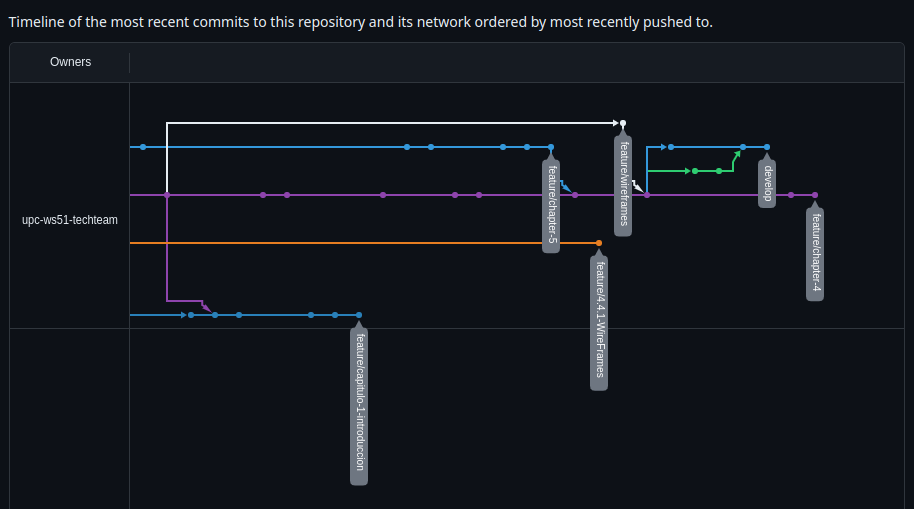 Timeline of the most recent commits to this repository and its network ordered by most recently pushed to.
Owners
upc-ws51-techteam
feature/chapter-5
feature/wireframes
develop
feature/chapter-4
feature/4.4.1-WireFrames
feature/capitulo-1-introduccion